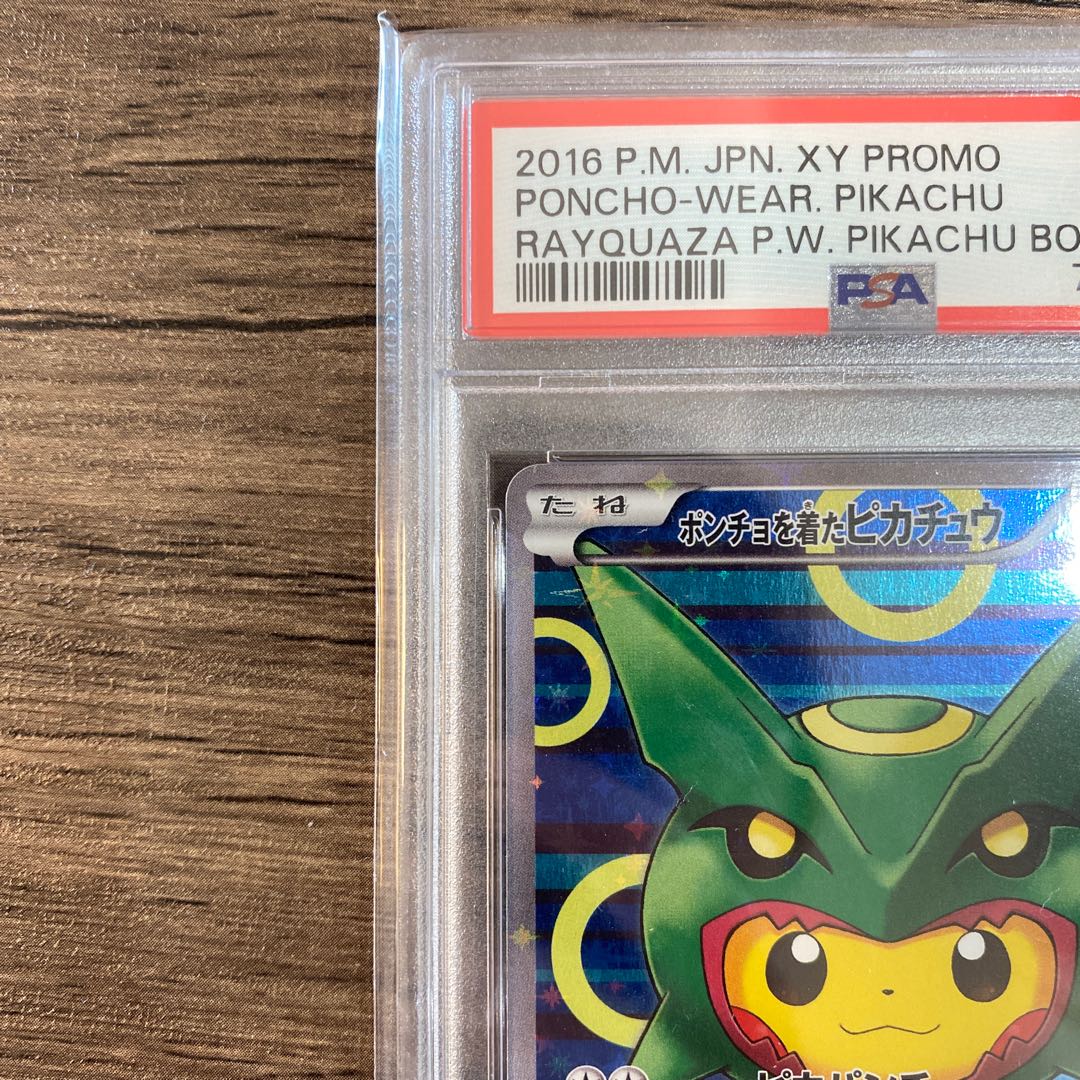 2016 P.M. JPN. XY PROMO
PONCHO-WEAR. PIKACHU
RAYQUAZA P.W. PIKACHU BO
PSA
たね
ポンチョを着たピカチュウ
き